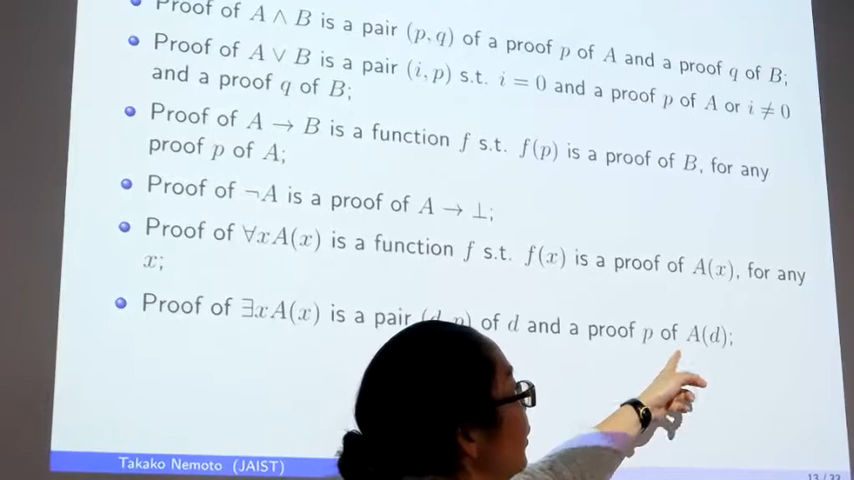 Proof of A ∧ B is a pair (p, q) of a proof p of A and a proof q of B;
Proof of A ∨ B is a pair (i, p) s.t. i = 0 and a proof p of A or i ≠ 0
and a proof q of B;
Proof of A → B is a function f s.t. f(p) is a proof of B, for any
proof p of A;
Proof of ¬A is a proof of A → ⊥;
Proof of ∀xA(x) is a function f s.t. f(x) is a proof of A(x), for any
x;
Proof of ∃xA(x) is a pair (d, p) of d and a proof p of A(d);
Takako Nemoto (JAIST)
13 / 33